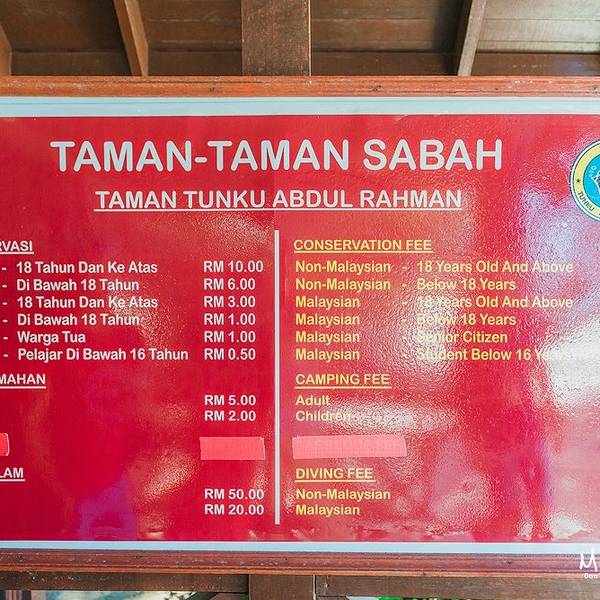 TAMAN-TAMAN SABAH
TAMAN TUNKU ABDUL RAHMAN
RVASI
- 18 Tahun Dan Ke Atas RM 10.00
- Di Bawah 18 Tahun RM 6.00
- 18 Tahun Dan Ke Atas RM 3.00
- Di Bawah 18 Tahun RM 1.00
- Warga Tua RM 1.00
- Pelajar Di Bawah 16 Tahun RM 0.50
MAHAN
RM 5.00
RM 2.00
LAM
RM 50.00
RM 20.00
CONSERVATION FEE
Non-Malaysian - 18 Years Old And Above
Non-Malaysian - Below 18 Years
Malaysian - 18 Years Old And Above
Malaysian - Below 18 Years
Malaysian - Senior Citizen
Malaysian - Student Below 16 Years
CAMPING FEE
Adult
Children
DIVING FEE
Non-Malaysian
Malaysian
TUNKU